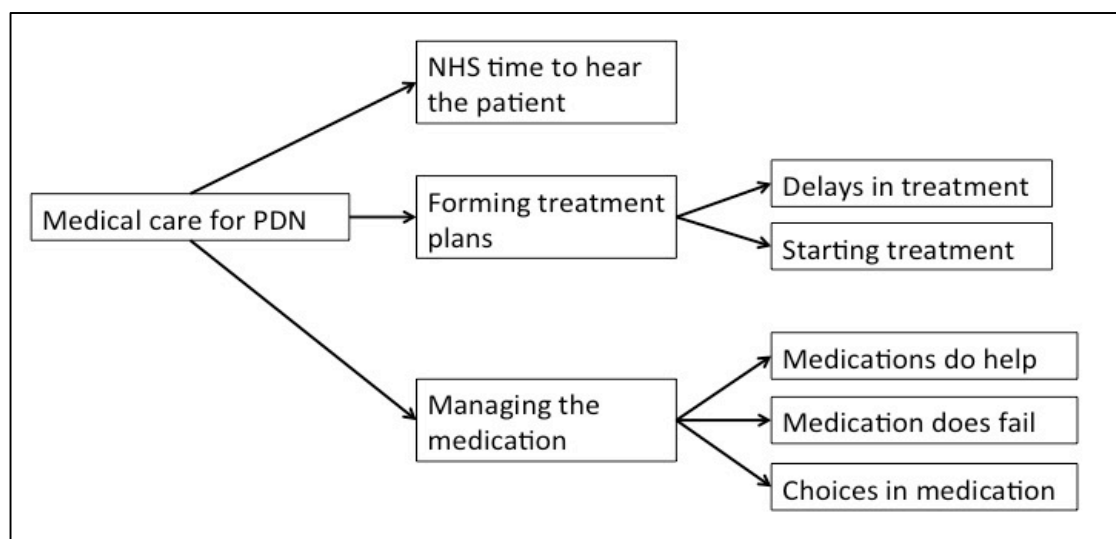 NHS time to hear
the patient
Medical care for PDN
Forming treatment
plans
Delays in treatment
Starting treatment
Managing the
medication
Medications do help
Medication does fail
Choices in medication